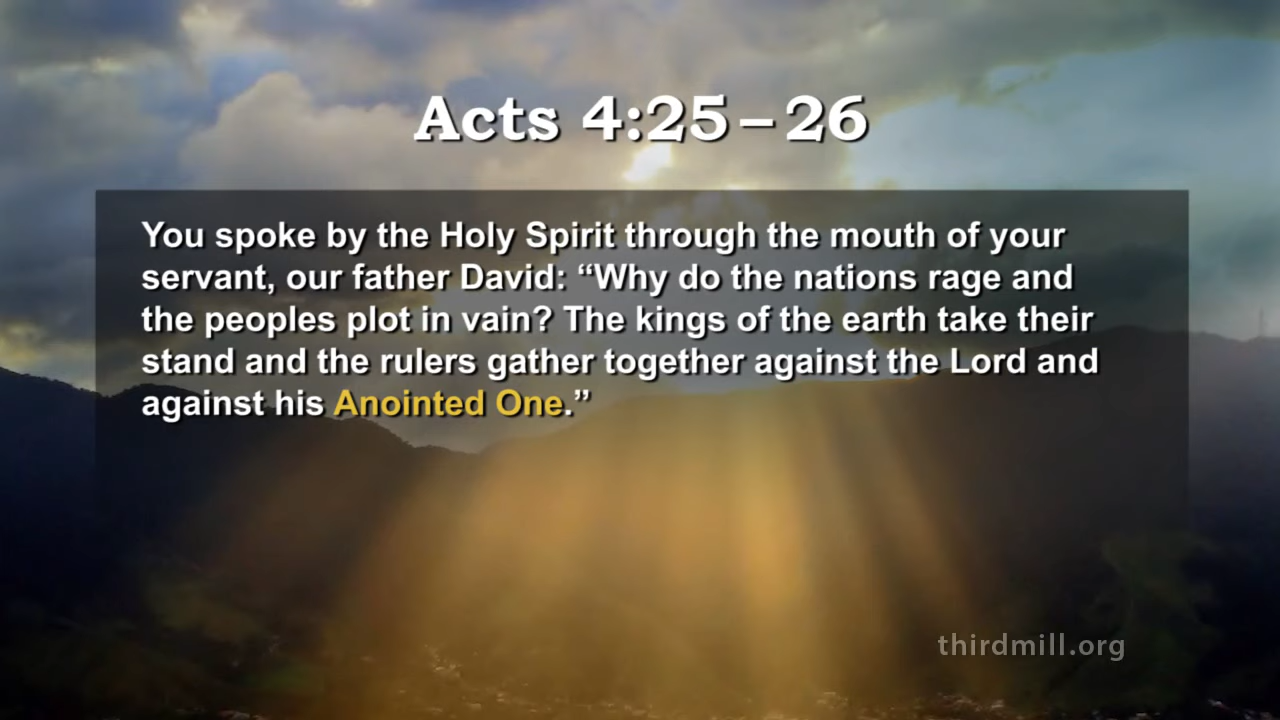 Acts 4:25–26
You spoke by the Holy Spirit through the mouth of your
servant, our father David: “Why do the nations rage and
the peoples plot in vain? The kings of the earth take their
stand and the rulers gather together against the Lord and
against his Anointed One.”
thirdmill.org